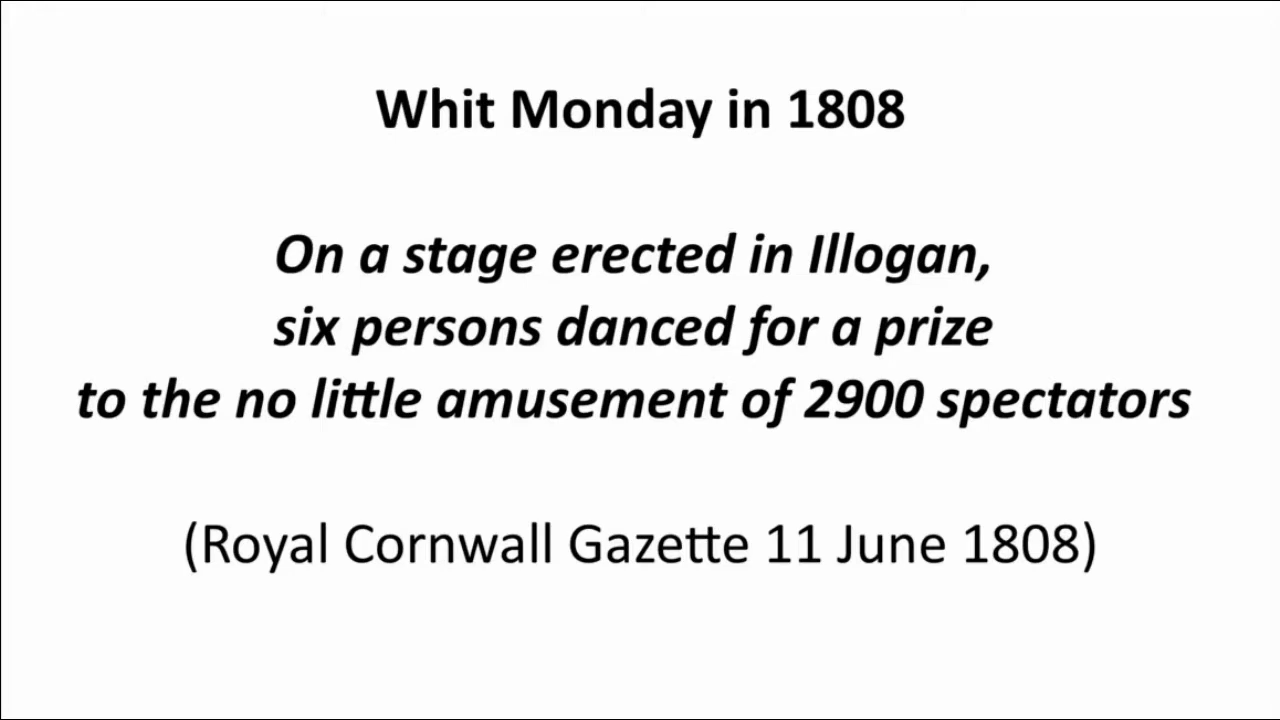 Whit Monday in 1808
On a stage erected in Illogan,
six persons danced for a prize
to the no little amusement of 2900 spectators
(Royal Cornwall Gazette 11 June 1808)